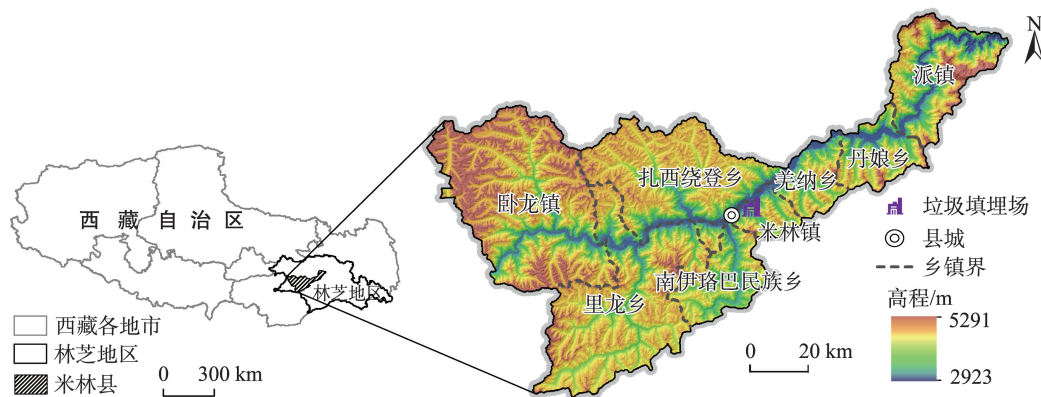 西藏自治区
林芝地区
西藏各地市
林芝地区
米林县
0 300 km
N
派镇
丹娘乡
羌纳乡
扎西绕登乡
卧龙镇
米林镇
南伊珞巴民族乡
里龙乡
0 20 km
垃圾填埋场
县城
乡镇界
高程/m
5291
2923